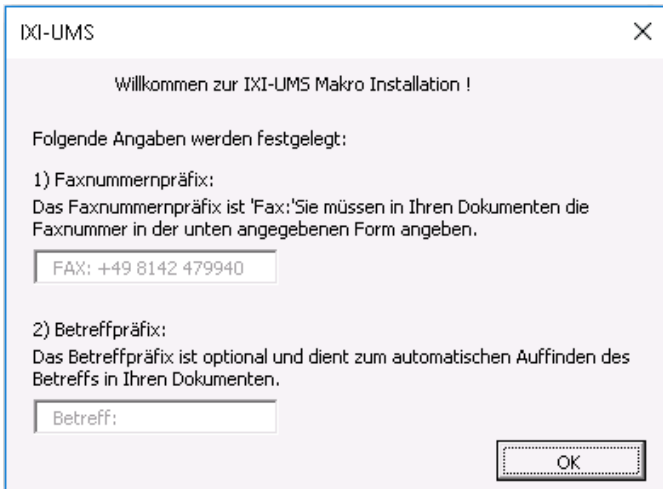 IXI-UMS
Willkommen zur IXI-UMS Makro Installation !
Folgende Angaben werden festgelegt:
1) Faxnummernpräfix:
Das Faxnummernpräfix ist 'Fax:'Sie müssen in Ihren Dokumenten die
Faxnummer in der unten angegebenen Form angeben.
FAX: +49 8142 479940
2) Betreffpräfix:
Das Betreffpräfix ist optional und dient zum automatischen Auffinden des
Betreffs in Ihren Dokumenten.
Betreff:
OK